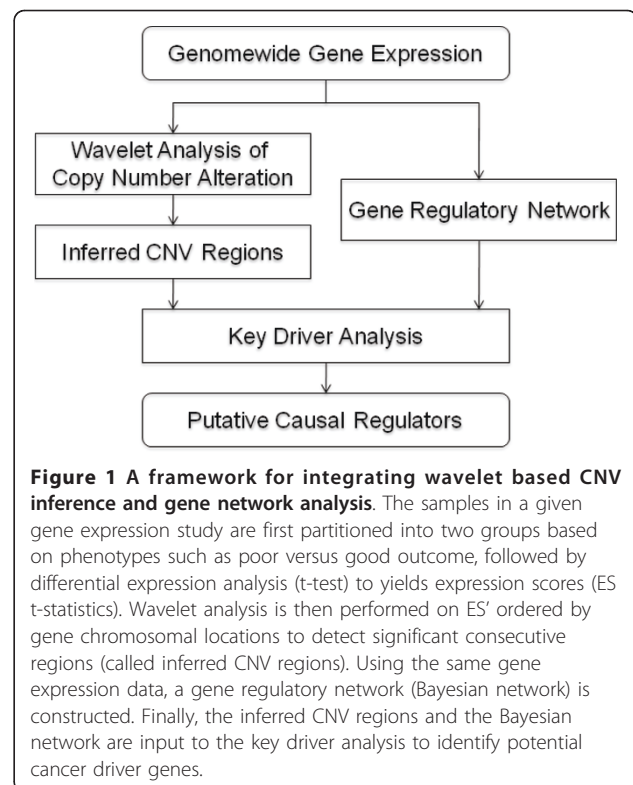 Genomewide Gene Expression
Wavelet Analysis of
Copy Number Alteration
Gene Regulatory Network
Inferred CNV Regions
Key Driver Analysis
Putative Causal Regulators
Figure 1 A framework for integrating wavelet based CNV
inference and gene network analysis. The samples in a given
gene expression study are first partitioned into two groups based
on phenotypes such as poor versus good outcome, followed by
differential expression analysis (t-test) to yields expression scores (ES
t-statistics). Wavelet analysis is then performed on ES' ordered by
gene chromosomal locations to detect significant consecutive
regions (called inferred CNV regions). Using the same gene
expression data, a gene regulatory network (Bayesian network) is
constructed. Finally, the inferred CNV regions and the Bayesian
network are input to the key driver analysis to identify potential
cancer driver genes.